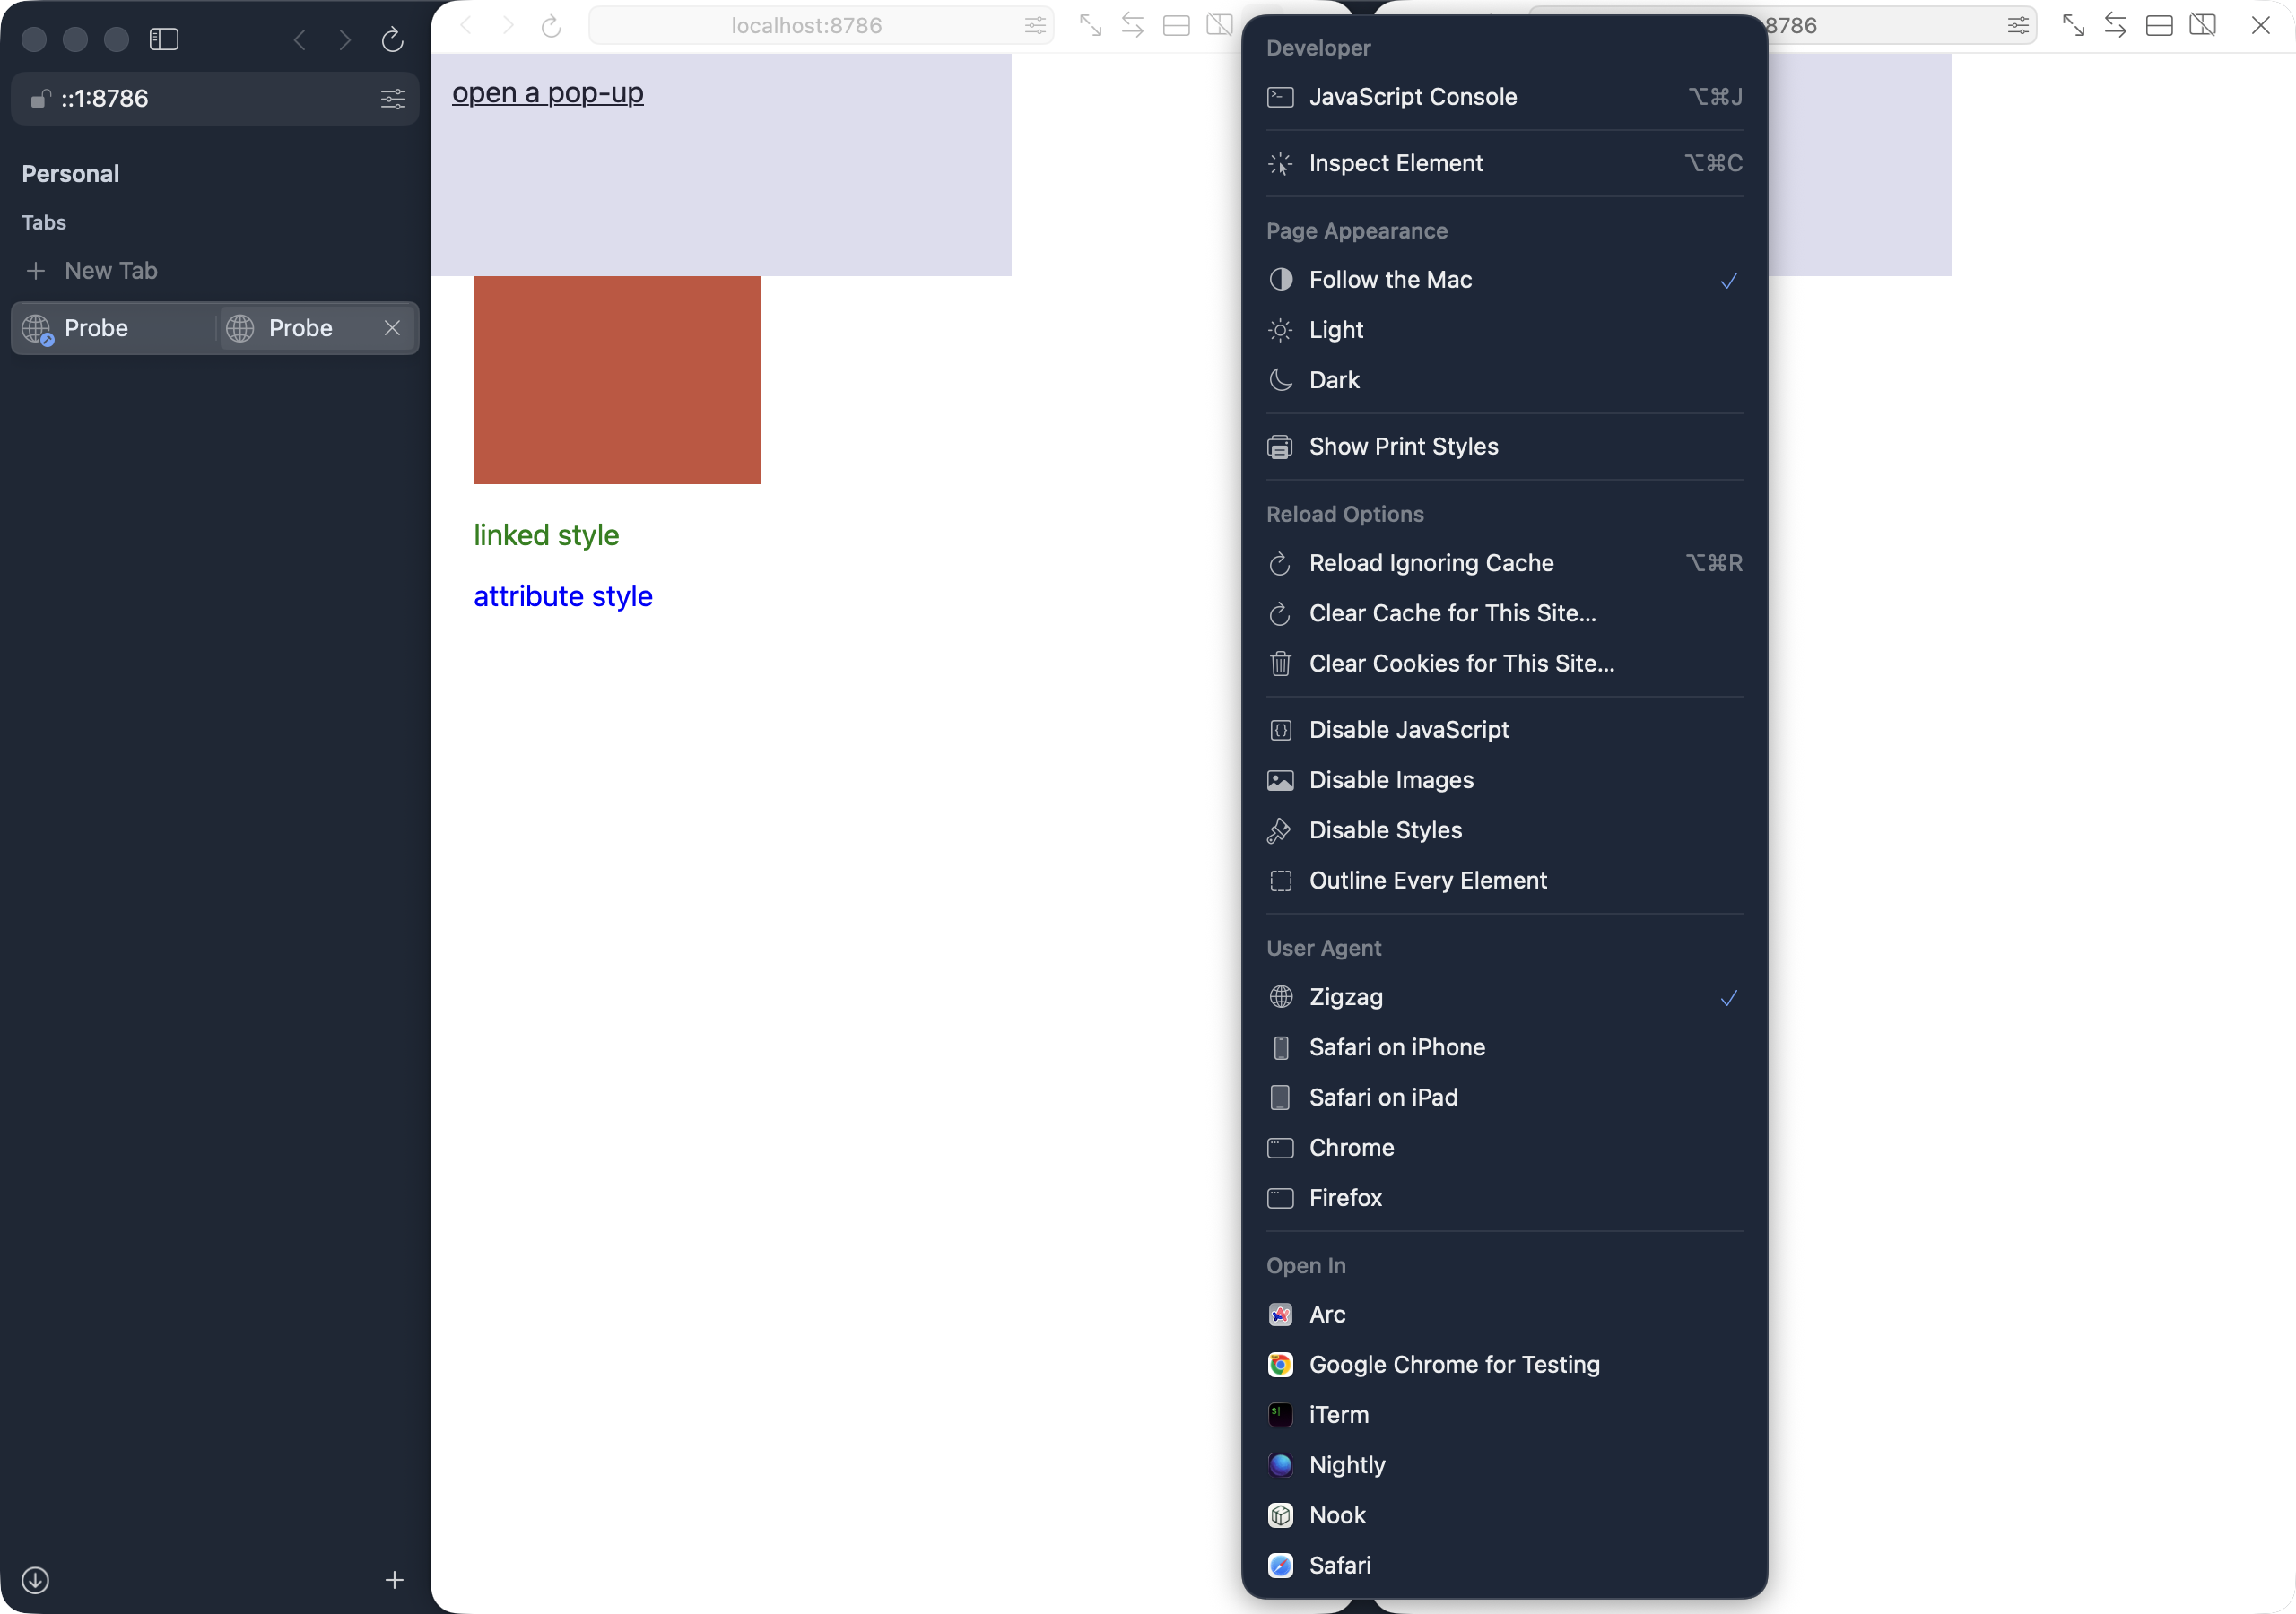 ::1:8786
Personal
Tabs
New Tab
Probe
Probe
localhost:8786
open a pop-up
linked style
attribute style
8786
Developer
JavaScript Console ⌥⌘J
Inspect Element ⌥⌘C
Page Appearance
Follow the Mac
Light
Dark
Show Print Styles
Reload Options
Reload Ignoring Cache ⌥⌘R
Clear Cache for This Site...
Clear Cookies for This Site...
Disable JavaScript
Disable Images
Disable Styles
Outline Every Element
User Agent
Zigzag
Safari on iPhone
Safari on iPad
Chrome
Firefox
Open In
Arc
Google Chrome for Testing
iTerm
Nightly
Nook
Safari